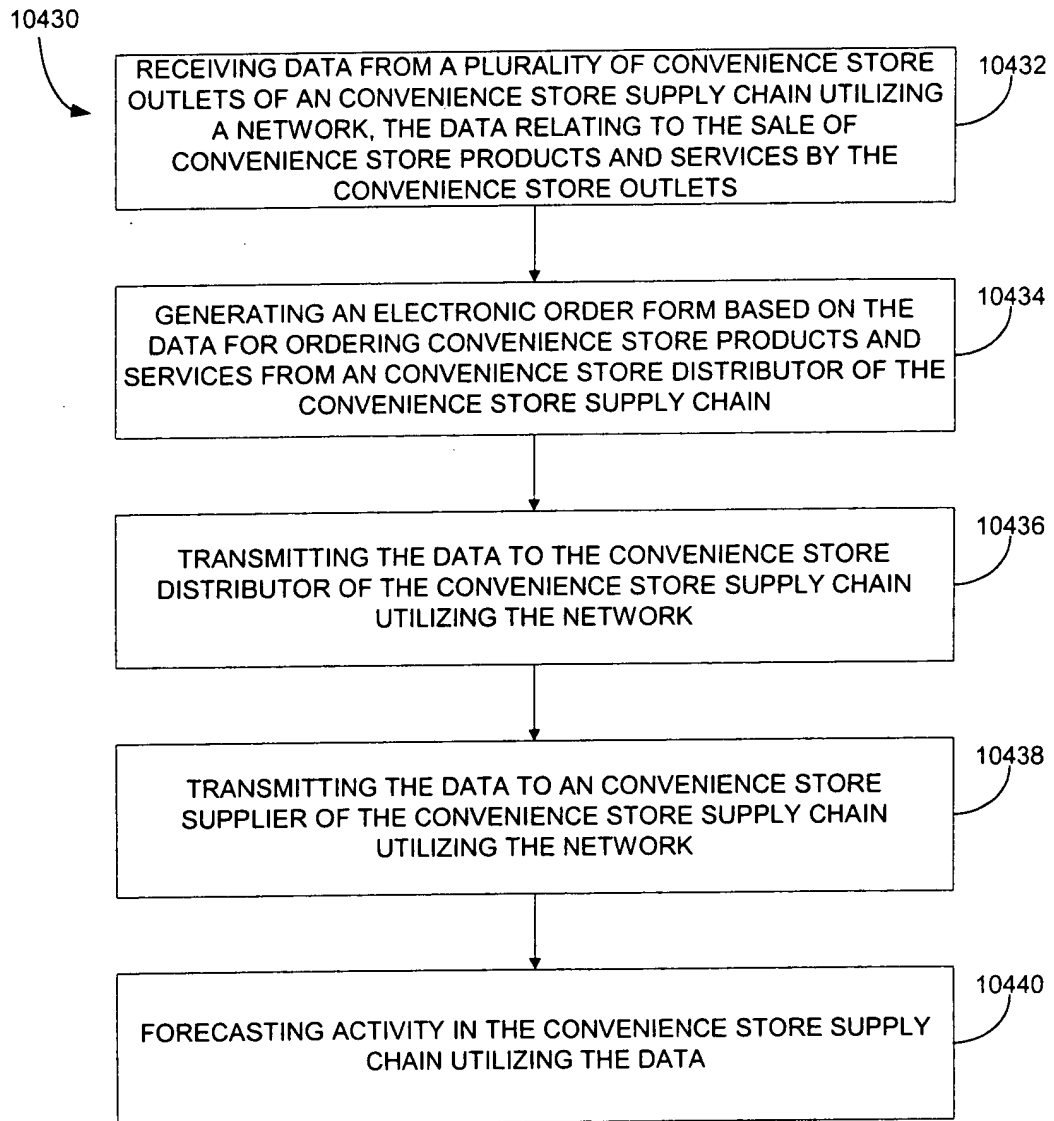 10430
RECEIVING DATA FROM A PLURALITY OF CONVENIENCE STORE
OUTLETS OF AN CONVENIENCE STORE SUPPLY CHAIN UTILIZING
A NETWORK, THE DATA RELATING TO THE SALE OF
CONVENIENCE STORE PRODUCTS AND SERVICES BY THE
CONVENIENCE STORE OUTLETS
10432
GENERATING AN ELECTRONIC ORDER FORM BASED ON THE
DATA FOR ORDERING CONVENIENCE STORE PRODUCTS AND
SERVICES FROM AN CONVENIENCE STORE DISTRIBUTOR OF THE
CONVENIENCE STORE SUPPLY CHAIN
10434
TRANSMITTING THE DATA TO THE CONVENIENCE STORE
DISTRIBUTOR OF THE CONVENIENCE STORE SUPPLY CHAIN
UTILIZING THE NETWORK
10436
TRANSMITTING THE DATA TO AN CONVENIENCE STORE
SUPPLIER OF THE CONVENIENCE STORE SUPPLY CHAIN
UTILIZING THE NETWORK
10438
FORECASTING ACTIVITY IN THE CONVENIENCE STORE SUPPLY
CHAIN UTILIZING THE DATA
10440